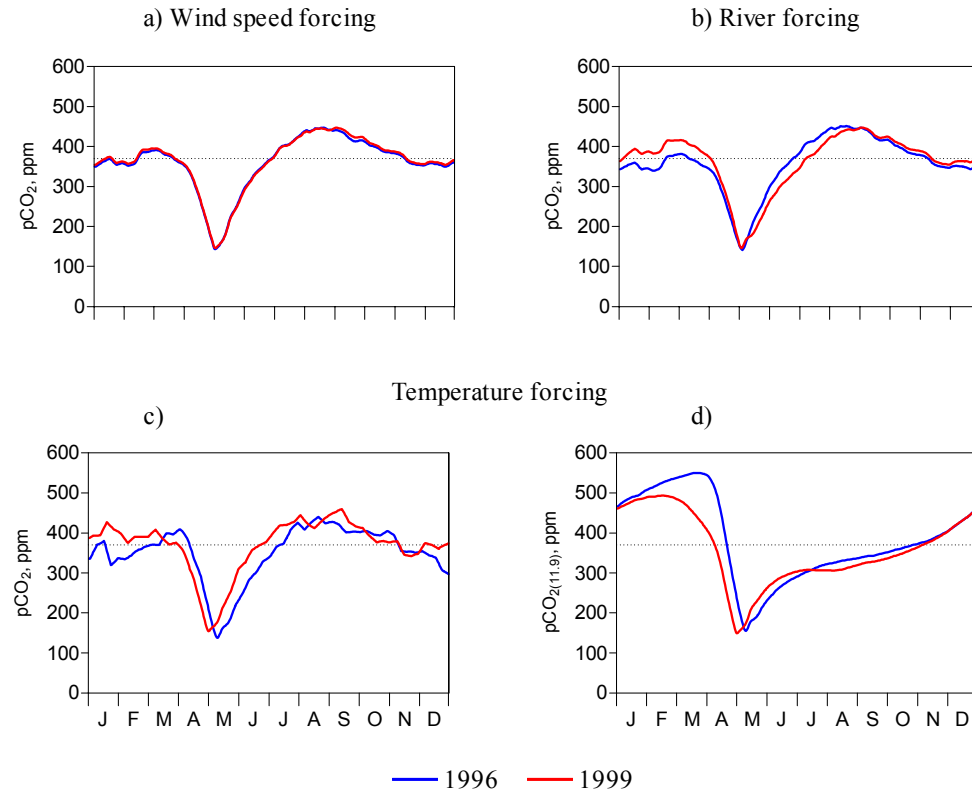 a) Wind speed forcing
b) River forcing
600
500
400
300
200
100
0
pCO2, ppm
600
500
400
300
200
100
0
pCO2, ppm
Temperature forcing
c)
d)
600
500
400
300
200
100
0
pCO2, ppm
J F M A M J J A S O N D
600
500
400
300
200
100
0
pCO2(11.9), ppm
J F M A M J J A S O N D
1996 1999